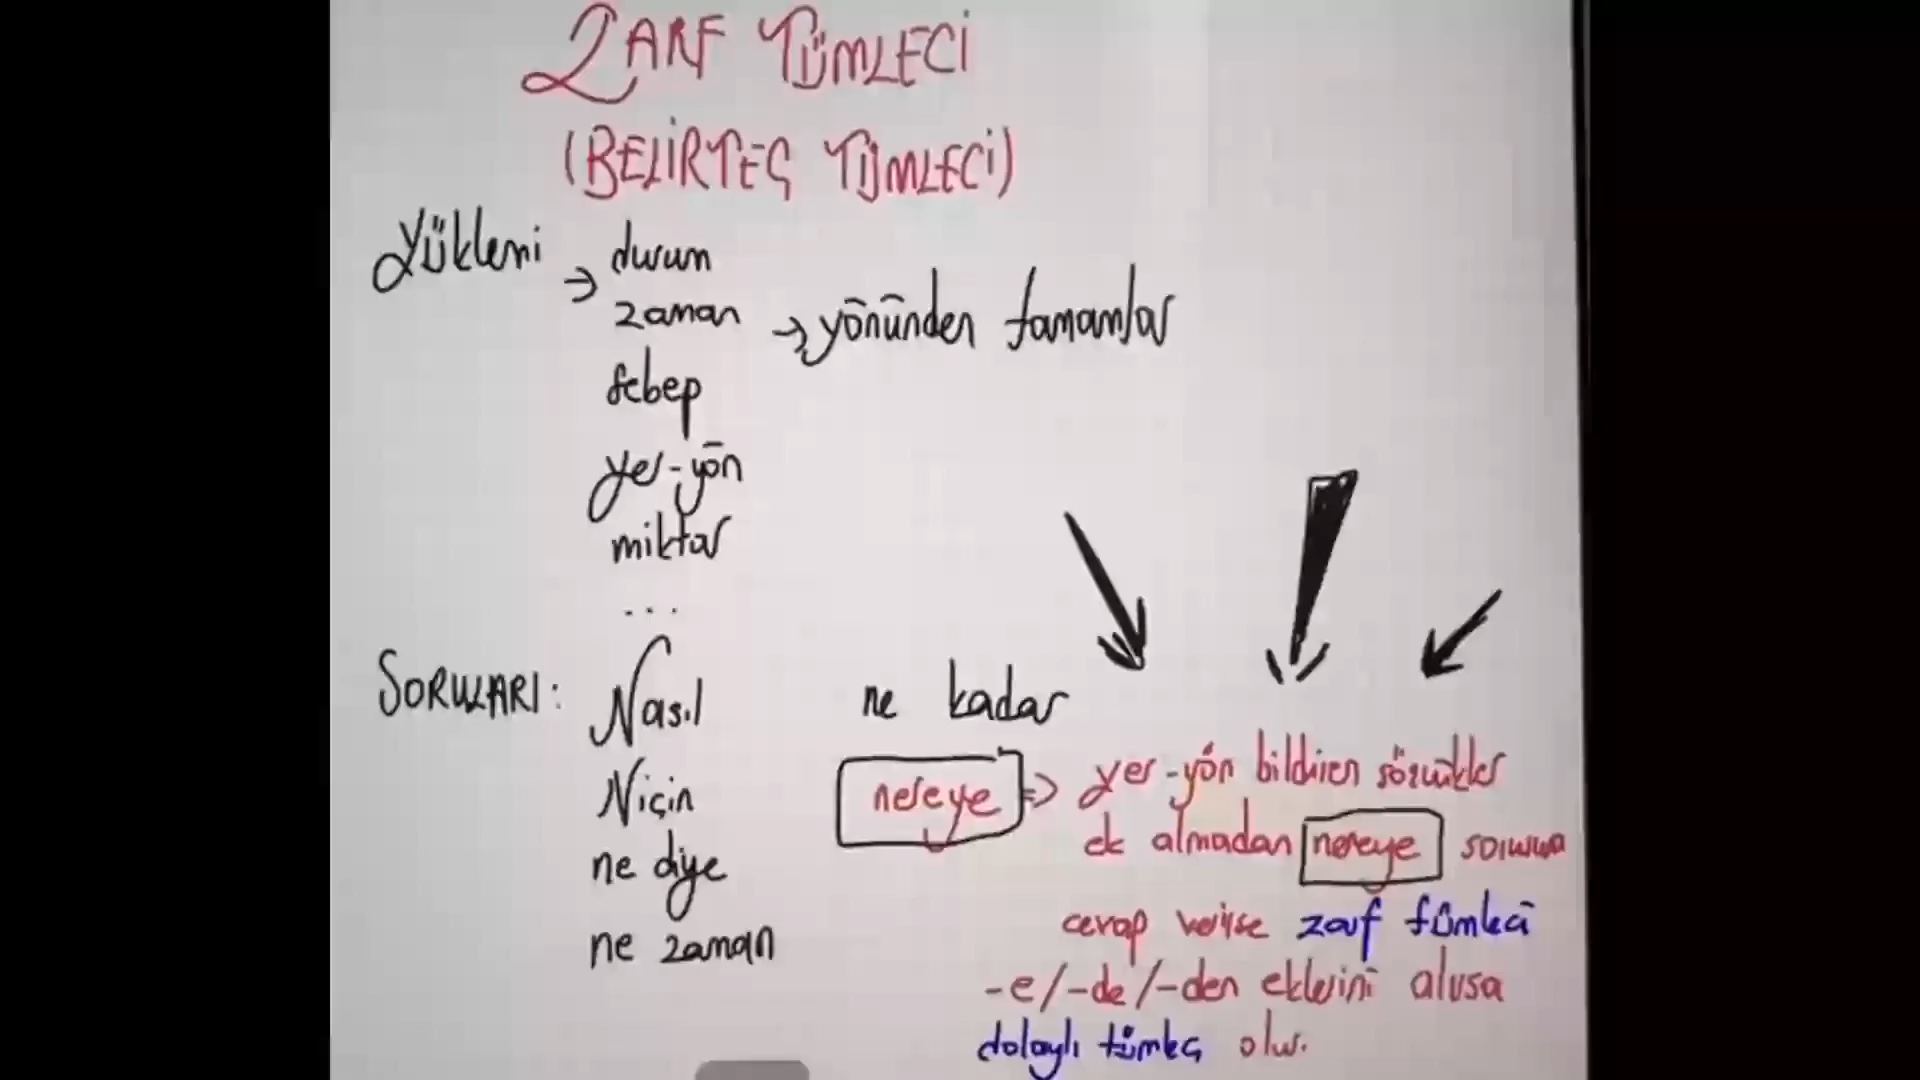 ZARF TÜMLECİ
(BELİRTEÇ TÜMLECİ)
Yüklemi → durum
zaman → yönünden tamamlar
sebep
yer-yön
miktar
...
SORULARI: Nasıl
Niçin
ne diye
ne zaman
ne kadar
nereye => yer-yön bildiren sözcükler
ek almadan nereye sorusuna
cevap verirse zarf tümleci
-e/-de/-den eklerini alırsa
dolaylı tümleç olur.